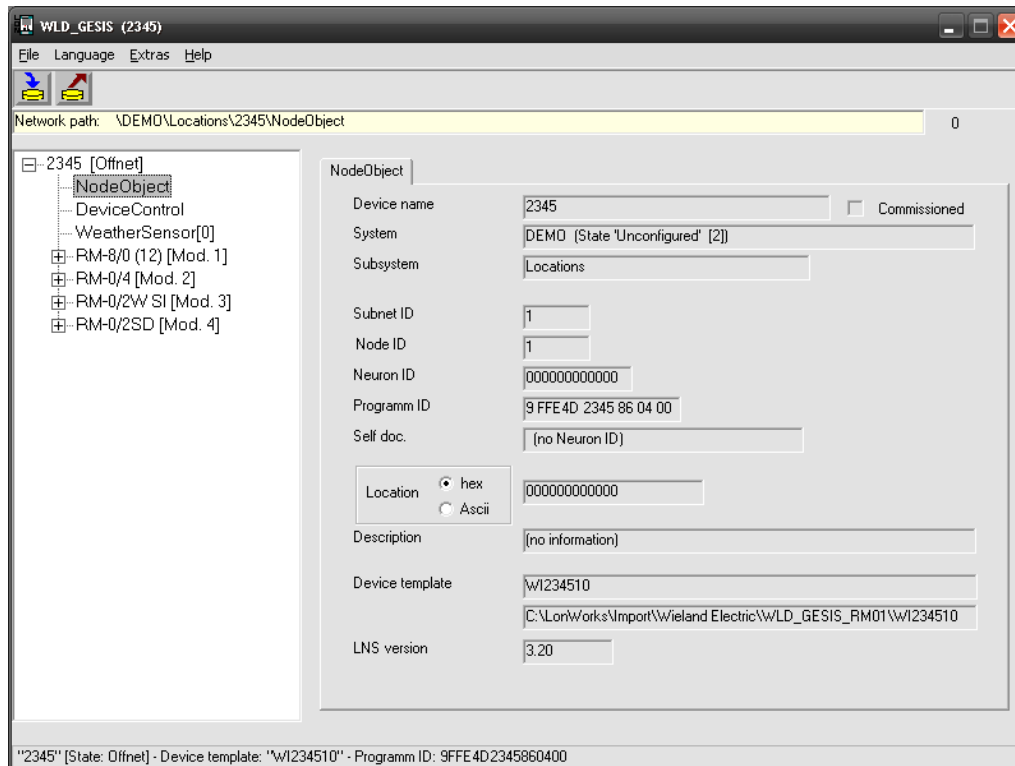 WLD_GESIS (2345)
File Language Extras Help
Network path: \DEMO\Locations\2345\NodeObject 0
2345 [Offnet]
NodeObject
DeviceControl
WeatherSensor[0]
RM-8/0 (12) [Mod. 1]
RM-0/4 [Mod. 2]
RM-0/2W SI [Mod. 3]
RM-0/2SD [Mod. 4]
NodeObject
Device name 2345 Commissioned
System DEMO (State 'Unconfigured' [2])
Subsystem Locations
Subnet ID 1
Node ID 1
Neuron ID 000000000000
Programm ID 9 FFE4D 2345 86 04 00
Self doc. (no Neuron ID)
Location hex 000000000000
Ascii
Description (no information)
Device template WI234510
C:\LonWorks\Import\Wieland Electric\WLD_GESIS_RM01\WI234510
LNS version 3.20
"2345" [State: Offnet] - Device template: "WI234510" - Programm ID: 9FFE4D2345860400